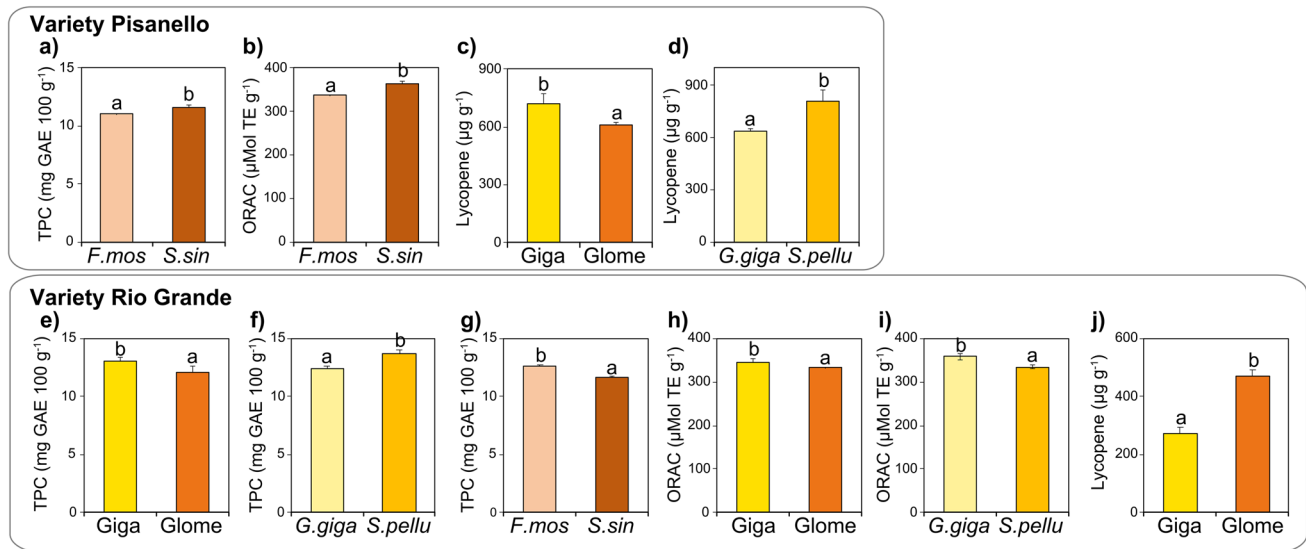 Variety Pisanello
a)
TPC (mg GAE 100 g⁻¹)
15
10
5
0
a
b
F.mos
S.sin
b)
ORAC (µMol TE g⁻¹)
400
300
200
100
0
a
b
F.mos
S.sin
c)
Lycopene (µg g⁻¹)
900
600
300
0
b
a
Giga
Glome
d)
Lycopene (µg g⁻¹)
900
600
300
0
a
b
G.giga
S.pellu
Variety Rio Grande
e)
TPC (mg GAE 100 g⁻¹)
15
10
5
0
b
a
Giga
Glome
f)
TPC (mg GAE 100 g⁻¹)
15
10
5
0
a
b
G.giga
S.pellu
g)
TPC (mg GAE 100 g⁻¹)
15
10
5
0
b
a
F.mos
S.sin
h)
ORAC (µMol TE g⁻¹)
400
300
200
100
0
b
a
Giga
Glome
i)
ORAC (µMol TE g⁻¹)
400
300
200
100
0
b
a
G.giga
S.pellu
j)
Lycopene (µg g⁻¹)
600
400
200
0
a
b
Giga
Glome